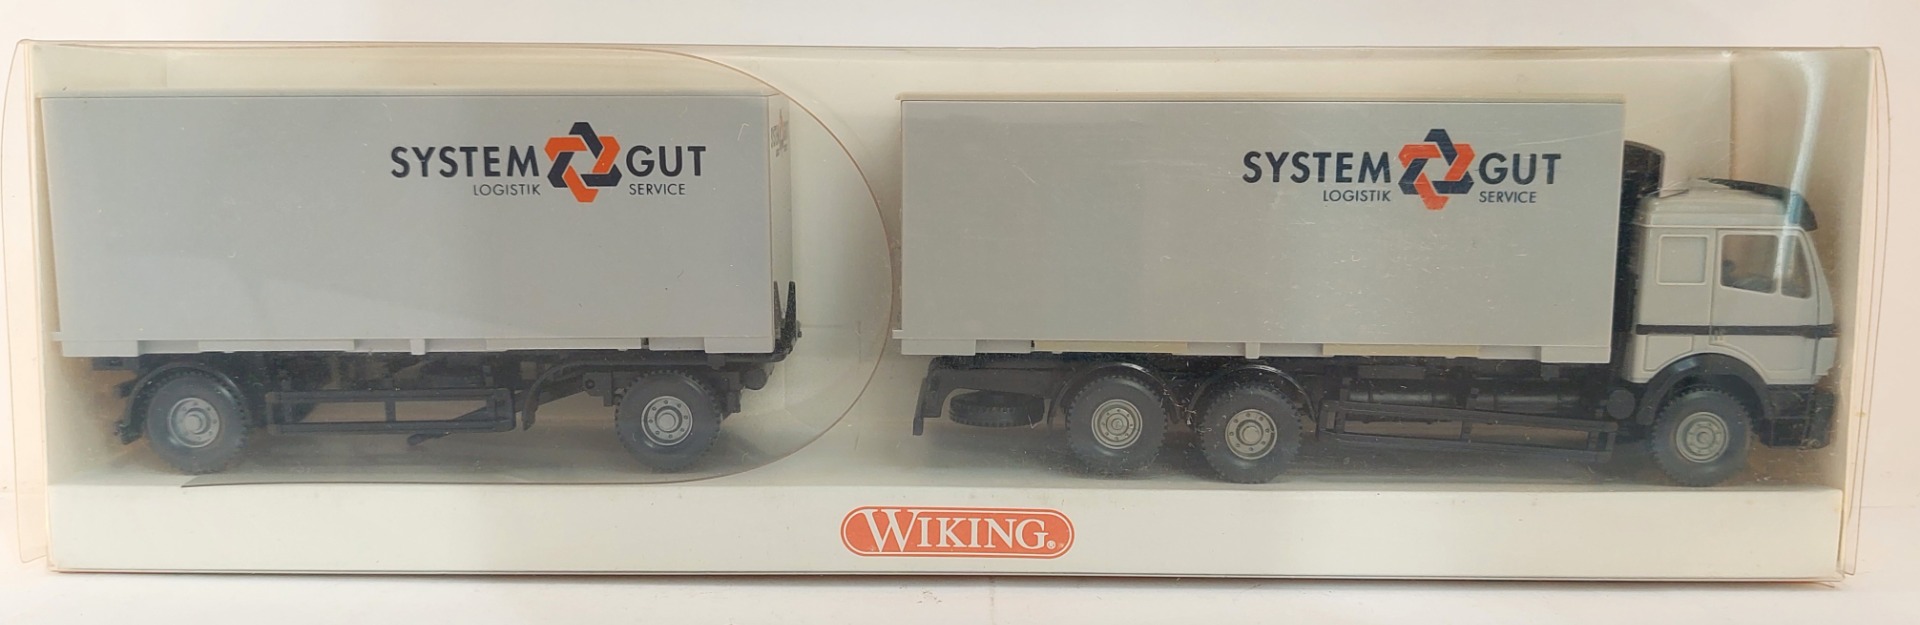 SYSTEM GUT
LOGISTIK SERVICE
SYSTEM GUT
LOGISTIK SERVICE
WIKING®